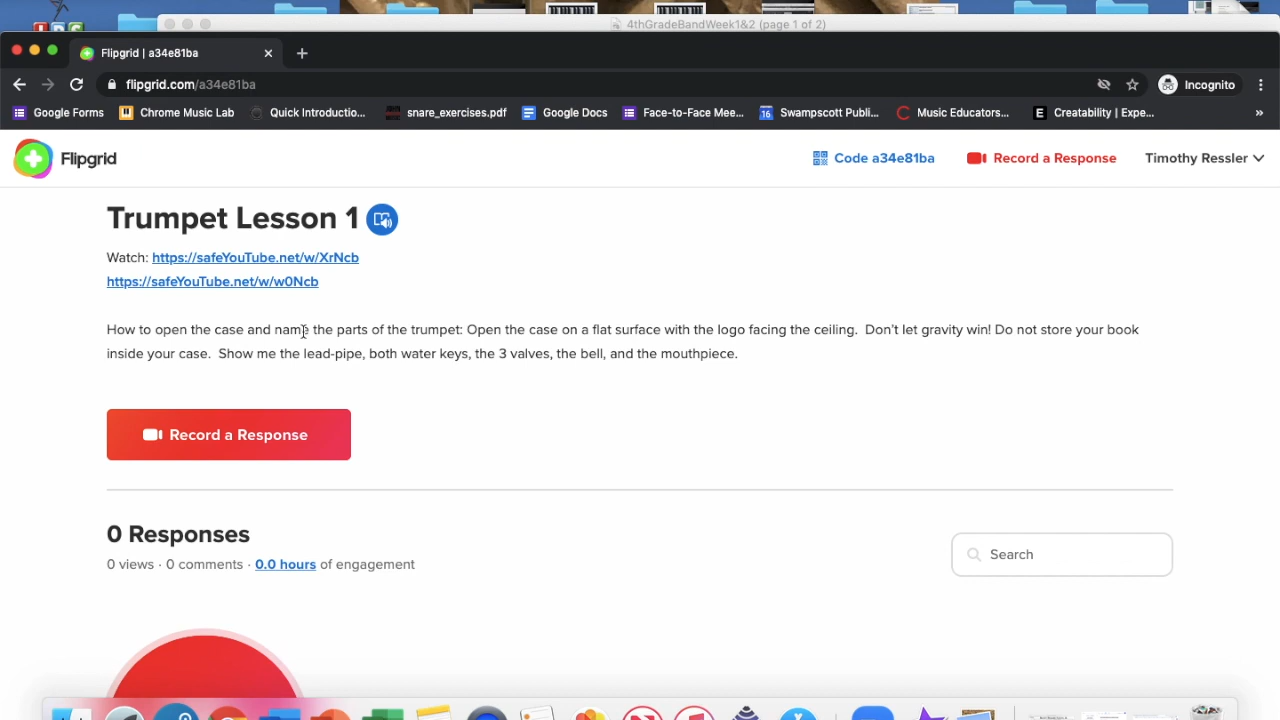 4thGradeBandWeek1&2 (page 1 of 2)
Flipgrid | a34e81ba
flipgrid.com/a34e81ba
Incognito
Google Forms Chrome Music Lab Quick Introductio... snare_exercises.pdf Google Docs Face-to-Face Mee... Swampscott Publi... Music Educators... Creatability | Expe... »
Flipgrid Code a34e81ba Record a Response Timothy Ressler
Trumpet Lesson 1
Watch: https://safeYouTube.net/w/XrNcb
https://safeYouTube.net/w/w0Ncb
How to open the case and name the parts of the trumpet: Open the case on a flat surface with the logo facing the ceiling. Don't let gravity win! Do not store your book
inside your case. Show me the lead-pipe, both water keys, the 3 valves, the bell, and the mouthpiece.
Record a Response
0 Responses
0 views · 0 comments · 0.0 hours of engagement
Search